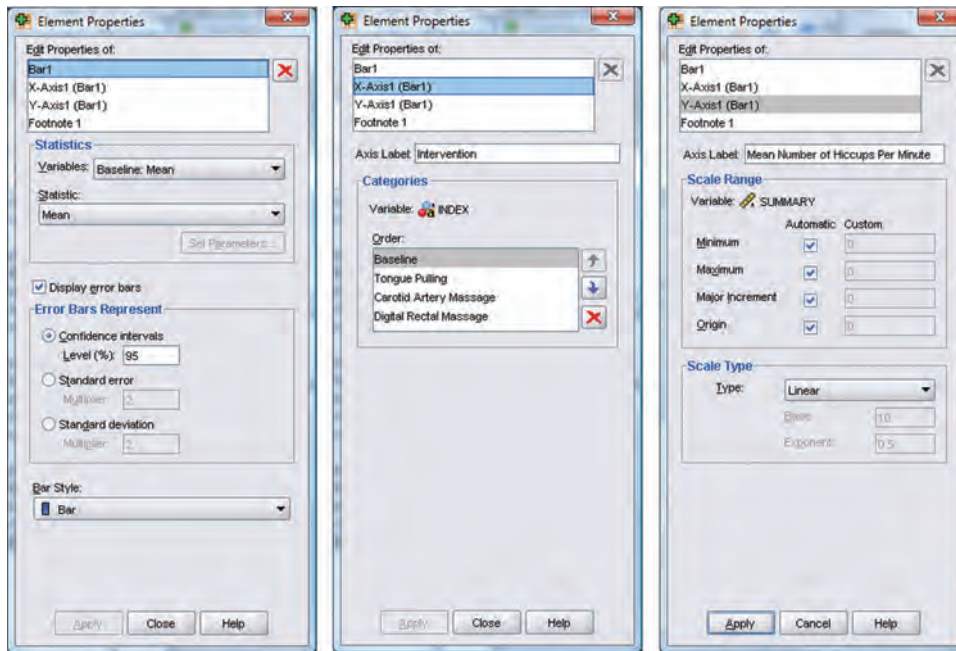 Element Properties
Edit Properties of:
Bar1
X-Axis1 (Bar1)
Y-Axis1 (Bar1)
Footnote 1
Statistics
Variables: Baseline: Mean
Statistic:
Mean
Set Parameters...
Display error bars
Error Bars Represent
Confidence intervals
Level (%): 95
Standard error
Multiplier: 2
Standard deviation
Multiplier: 2
Bar Style:
Bar
Apply Close Help
Element Properties
Edit Properties of:
Bar1
X-Axis1 (Bar1)
Y-Axis1 (Bar1)
Footnote 1
Axis Label: Intervention
Categories
Variable: INDEX
Order:
Baseline
Tongue Pulling
Carotid Artery Massage
Digital Rectal Massage
Apply Close Help
Element Properties
Edit Properties of:
Bar1
X-Axis1 (Bar1)
Y-Axis1 (Bar1)
Footnote 1
Axis Label: Mean Number of Hiccups Per Minute
Scale Range
Variable: SUMMARY
Automatic Custom
Minimum 0
Maximum 0
Major Increment 0
Origin 0
Scale Type
Type: Linear
Base: 10
Exponent: 0.5
Apply Cancel Help